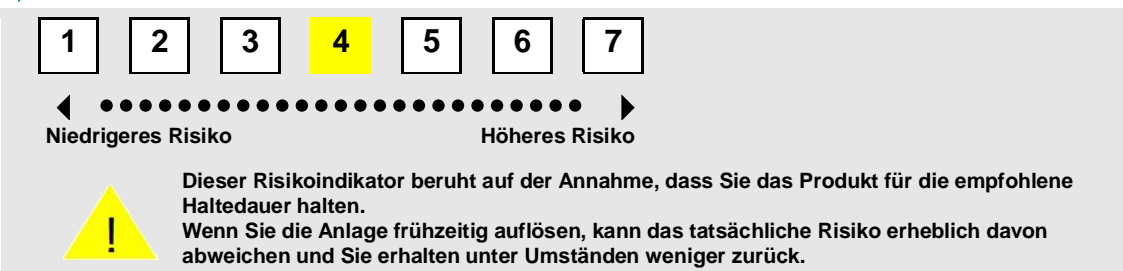 1 2 3 4 5 6 7
Niedrigeres Risiko Höheres Risiko
Dieser Risikoindikator beruht auf der Annahme, dass Sie das Produkt für die empfohlene
Haltedauer halten.
Wenn Sie die Anlage frühzeitig auflösen, kann das tatsächliche Risiko erheblich davon
abweichen und Sie erhalten unter Umständen weniger zurück.
!